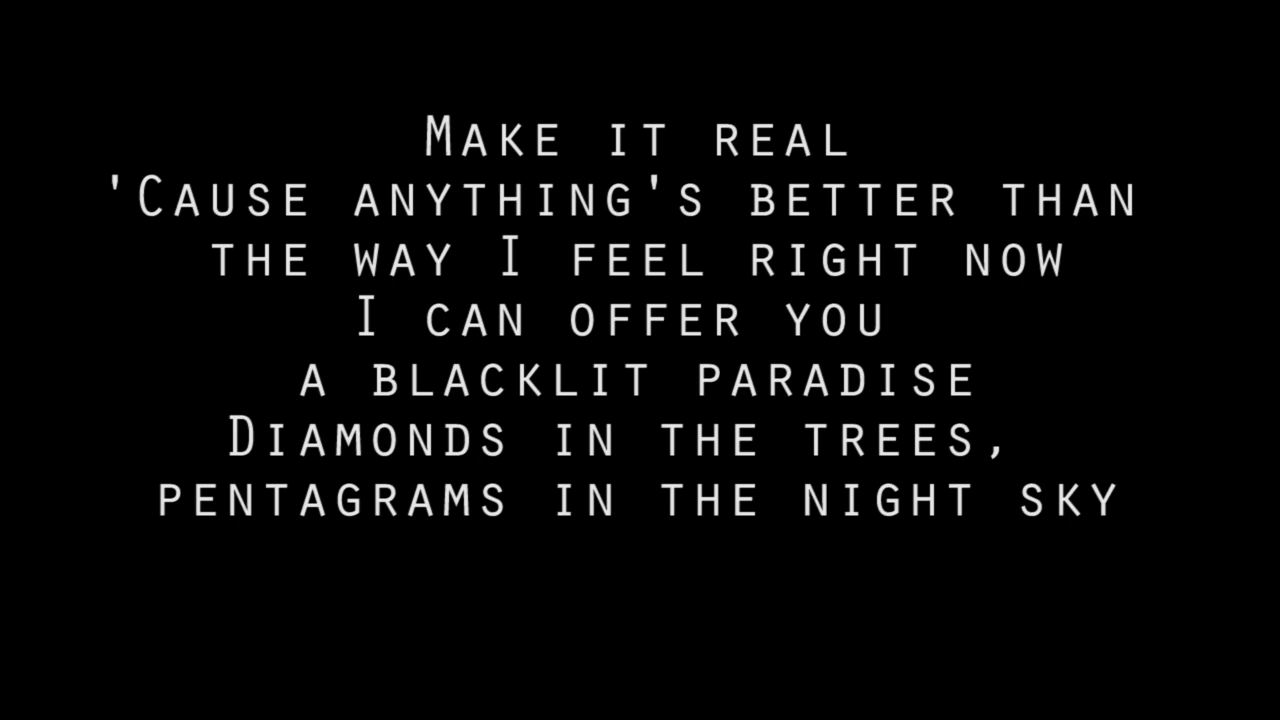 Make it real
'Cause anything's better than
the way I feel right now
I can offer you
a blacklit paradise
Diamonds in the trees,
pentagrams in the night sky